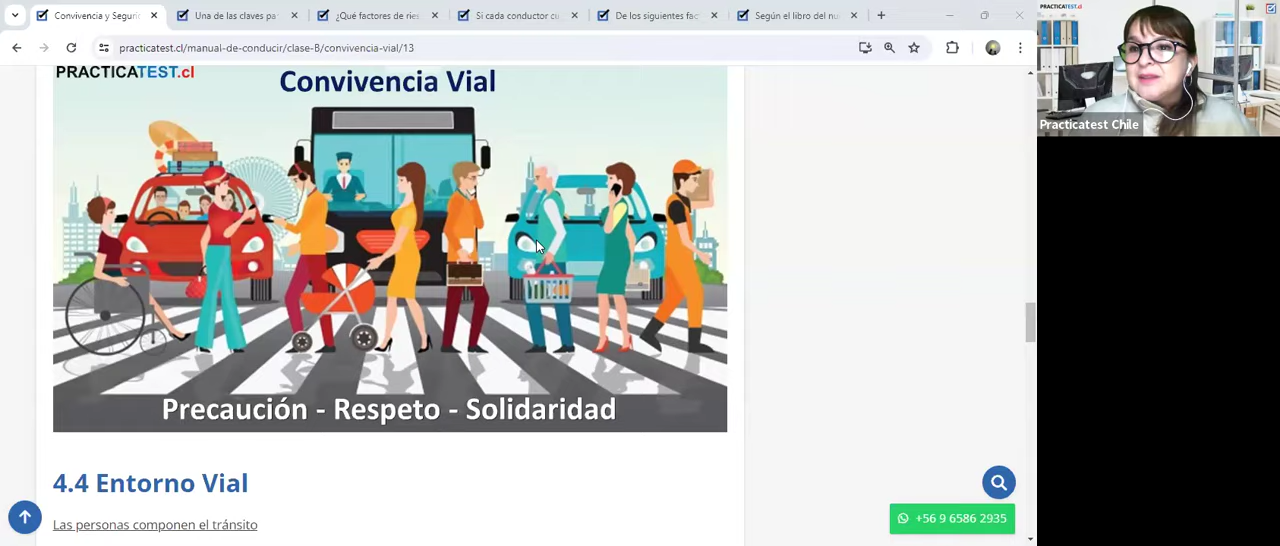 Convivencia y Seguri
Una de las claves pa
¿Qué factores de ries
Si cada conductor cu
De los siguientes fac
Según el libro del nu
practicatest.cl/manual-de-conducir/clase-B/convivencia-vial/13
PRACTICATEST.cl
Convivencia Vial
Precaución - Respeto - Solidaridad
4.4 Entorno Vial
Las personas componen el tránsito
+56 9 6586 2935
PRACTICATEST.cl
Practicatest Chile